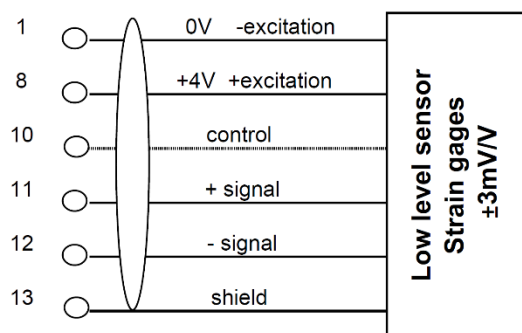 1 0V -excitation
8 +4V +excitation
10 control
11 + signal
12 - signal
13 shield
Low level sensor
Strain gages
±3mV/V